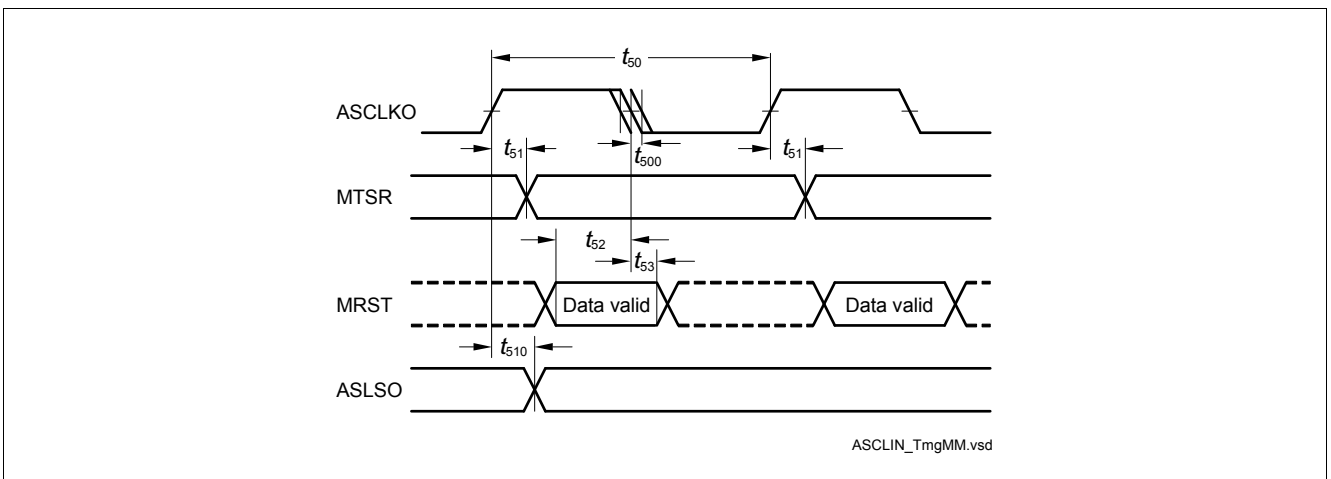 t50
ASCLKO
t51
t500
t51
MTSR
t52
t53
MRST
Data valid
Data valid
t510
ASLSO
ASCLIN_TmgMM.vsd